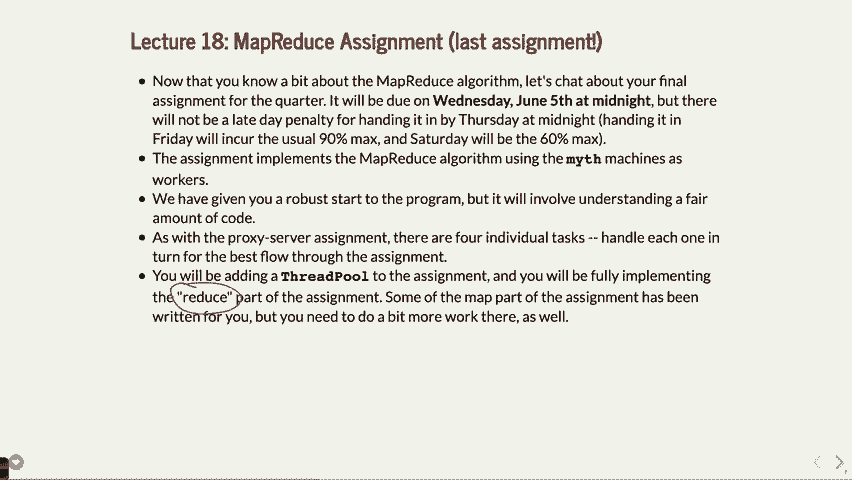 Lecture 18: MapReduce Assignment (last assignment!)
• Now that you know a bit about the MapReduce algorithm, let's chat about your final
assignment for the quarter. It will be due on Wednesday, June 5th at midnight, but there
will not be a late day penalty for handing it in by Thursday at midnight (handing it in
Friday will incur the usual 90% max, and Saturday will be the 60% max).
• The assignment implements the MapReduce algorithm using the myth machines as
workers.
• We have given you a robust start to the program, but it will involve understanding a fair
amount of code.
• As with the proxy-server assignment, there are four individual tasks -- handle each one in
turn for the best flow through the assignment.
• You will be adding a ThreadPool to the assignment, and you will be fully implementing
the "reduce" part of the assignment. Some of the map part of the assignment has been
written for you, but you need to do a bit more work there, as well.